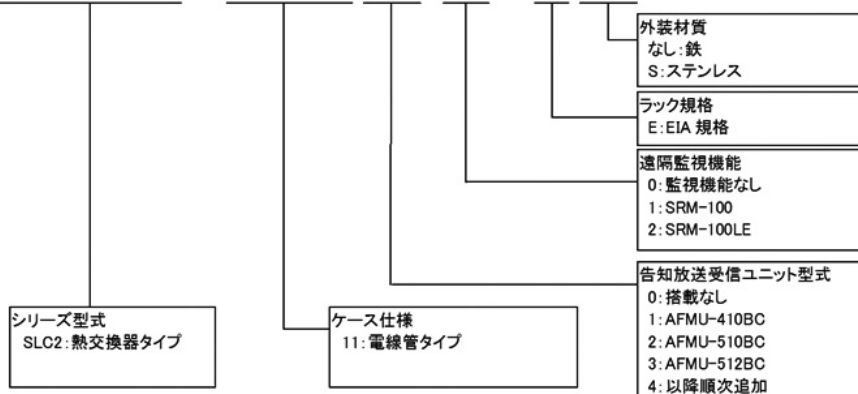 外装材質
なし:鉄
S:ステンレス
ラック規格
E:EIA 規格
遠隔監視機能
0:監視機能なし
1:SRM-100
2:SRM-100LE
告知放送受信ユニット型式
0:搭載なし
1:AFMU-410BC
2:AFMU-510BC
3:AFMU-512BC
4:以降順次追加
シリーズ型式
SLC2:熱交換器タイプ
ケース仕様
11:電線管タイプ